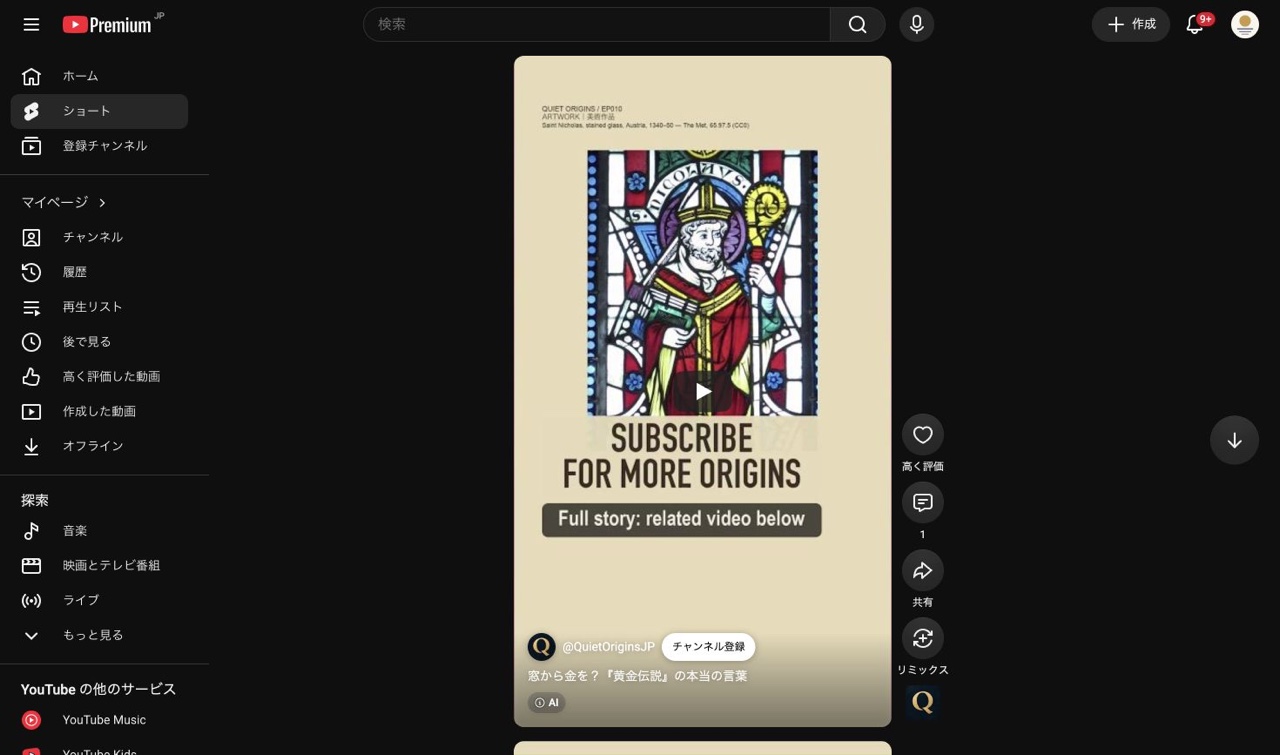 Premium JP
検索
作成
9+
ホーム
ショート
登録チャンネル
マイページ
チャンネル
履歴
再生リスト
後で見る
高く評価した動画
作成した動画
オフライン
探索
音楽
映画とテレビ番組
ライブ
もっと見る
YouTube の他のサービス
YouTube Music
YouTube Kids
QUIET ORIGINS / EP010
ARTWORK | 美術作品
Saint Nicholas, stained glass, Austria, 1340–50 — The Met, 65.97.5 (CC0)
S·NICOLAVS·
SUBSCRIBE
FOR MORE ORIGINS
Full story: related video below
Q @QuietOriginsJP チャンネル登録
窓から金を？『黄金伝説』の本当の言葉
AI
高く評価
1
共有
リミックス
Q